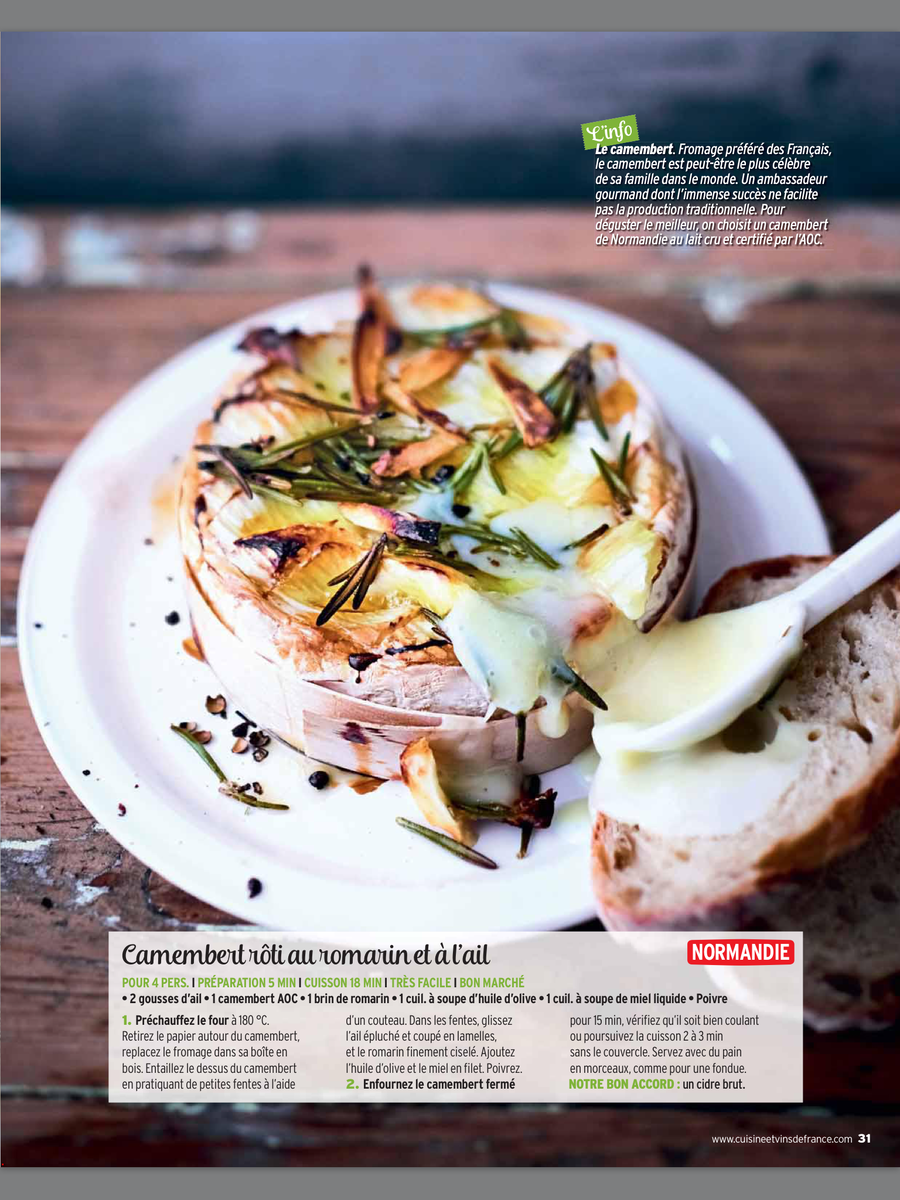 L'info
Le camembert. Fromage préféré des Français,
le camembert est peut-être le plus célèbre
de sa famille dans le monde. Un ambassadeur
gourmand dont l'immense succès ne facilite
pas la production traditionnelle. Pour
déguster le meilleur, on choisit un camembert
de Normandie au lait cru et certifié par l'AOC.
Camembert rôti au romarin et à l'ail
NORMANDIE
POUR 4 PERS. I PRÉPARATION 5 MIN I CUISSON 18 MIN I TRÈS FACILE I BON MARCHÉ
• 2 gousses d'ail • 1 camembert AOC • 1 brin de romarin • 1 cuil. à soupe d'huile d'olive • 1 cuil. à soupe de miel liquide • Poivre
1. Préchauffez le four à 180 °C.
Retirez le papier autour du camembert,
replacez le fromage dans sa boîte en
bois. Entaillez le dessus du camembert
en pratiquant de petites fentes à l'aide
d'un couteau. Dans les fentes, glissez
l'ail épluché et coupé en lamelles,
et le romarin finement ciselé. Ajoutez
l'huile d'olive et le miel en filet. Poivrez.
2. Enfournez le camembert fermé
pour 15 min, vérifiez qu'il soit bien coulant
ou poursuivez la cuisson 2 à 3 min
sans le couvercle. Servez avec du pain
en morceaux, comme pour une fondue.
NOTRE BON ACCORD : un cidre brut.
www.cuisineetvinsdefrance.com 31